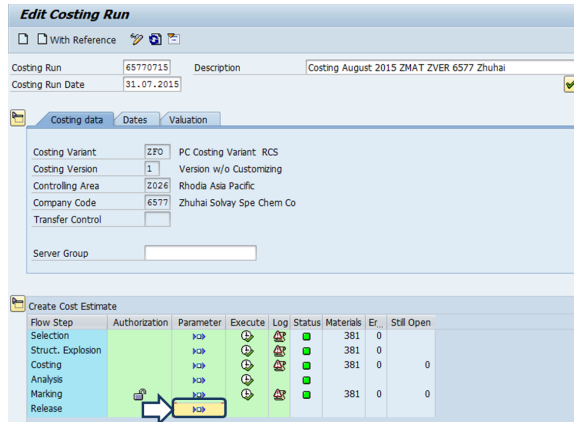 Edit Costing Run
With Reference
Costing Run 65770715 Description Costing August 2015 ZMAT ZVER 6577 Zhuhai
Costing Run Date 31.07.2015
Costing data Dates Valuation
Costing Variant ZFO PC Costing Variant RCS
Costing Version 1 Version w/o Customizing
Controlling Area Z026 Rhodia Asia Pacific
Company Code 6577 Zhuhai Solvay Spe Chem Co
Transfer Control
Server Group
Create Cost Estimate
Flow Step Authorization Parameter Execute Log Status Materials Er... Still Open
Selection 381 0
Struct. Explosion 381 0
Costing 381 0 0
Analysis
Marking 381 0 0
Release